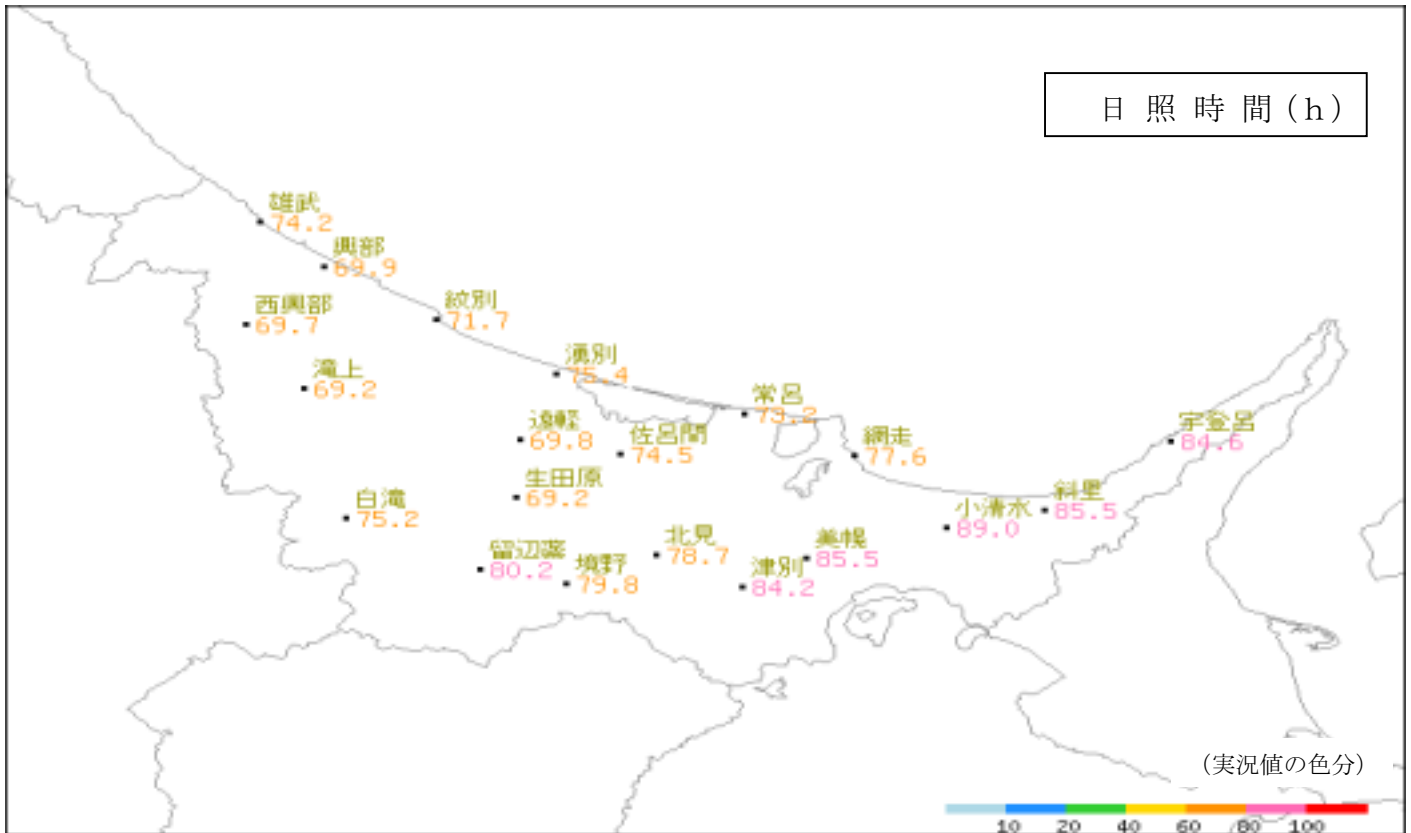 日照時間(h)
雄武
74.2
興部
69.9
西興部
69.7
紋別
71.7
滝上
69.2
湧別
75.4
常呂
73.2
遠軽
69.8
佐呂間
74.5
網走
77.6
宇登呂
84.6
生田原
69.2
白滝
75.2
斜里
85.5
小清水
89.0
北見
78.7
美幌
85.5
留辺蘂
80.2
境野
79.8
津別
84.2
(実況値の色分)
10 20 40 60 80 100